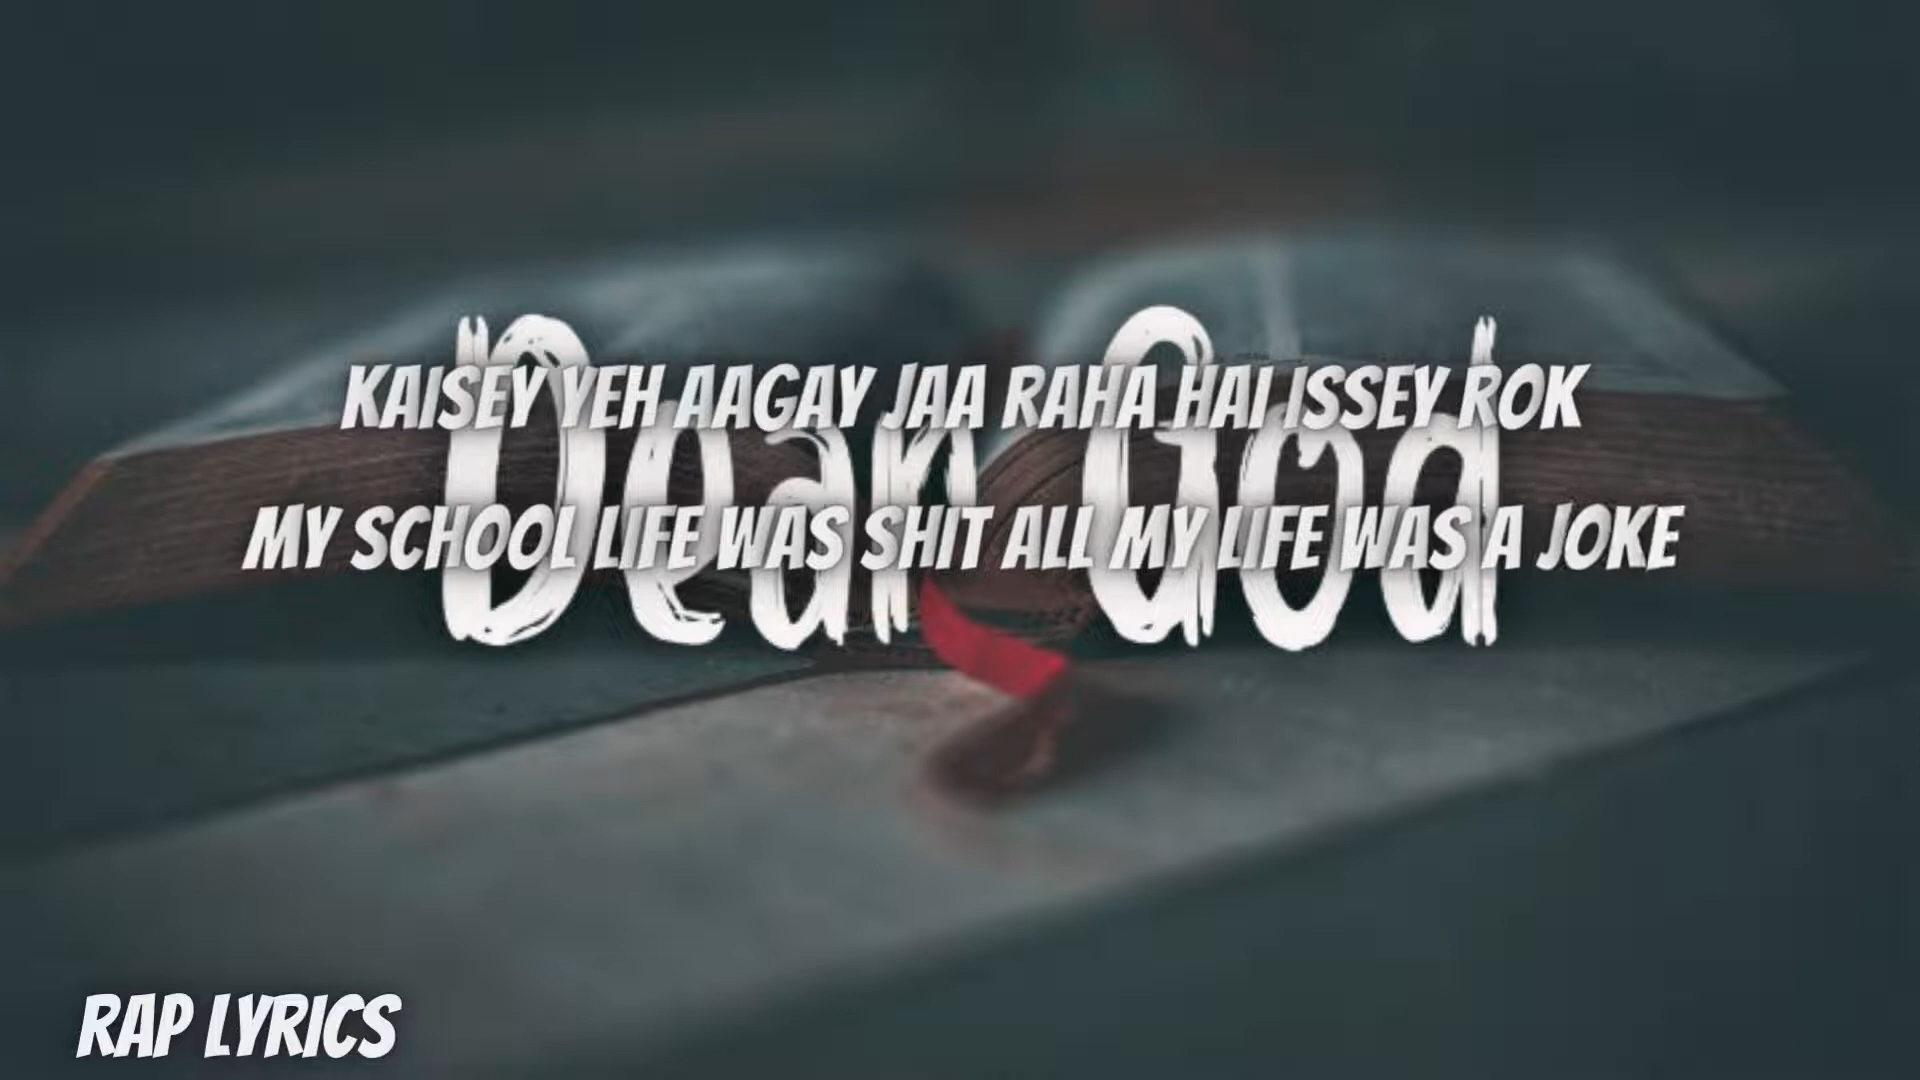 KAISEY YEH AAGAY JAA RAHA HAI ISSEY ROK
Dear God
MY SCHOOL LIFE WAS SHIT ALL MY LIFE WAS A JOKE
RAP LYRICS